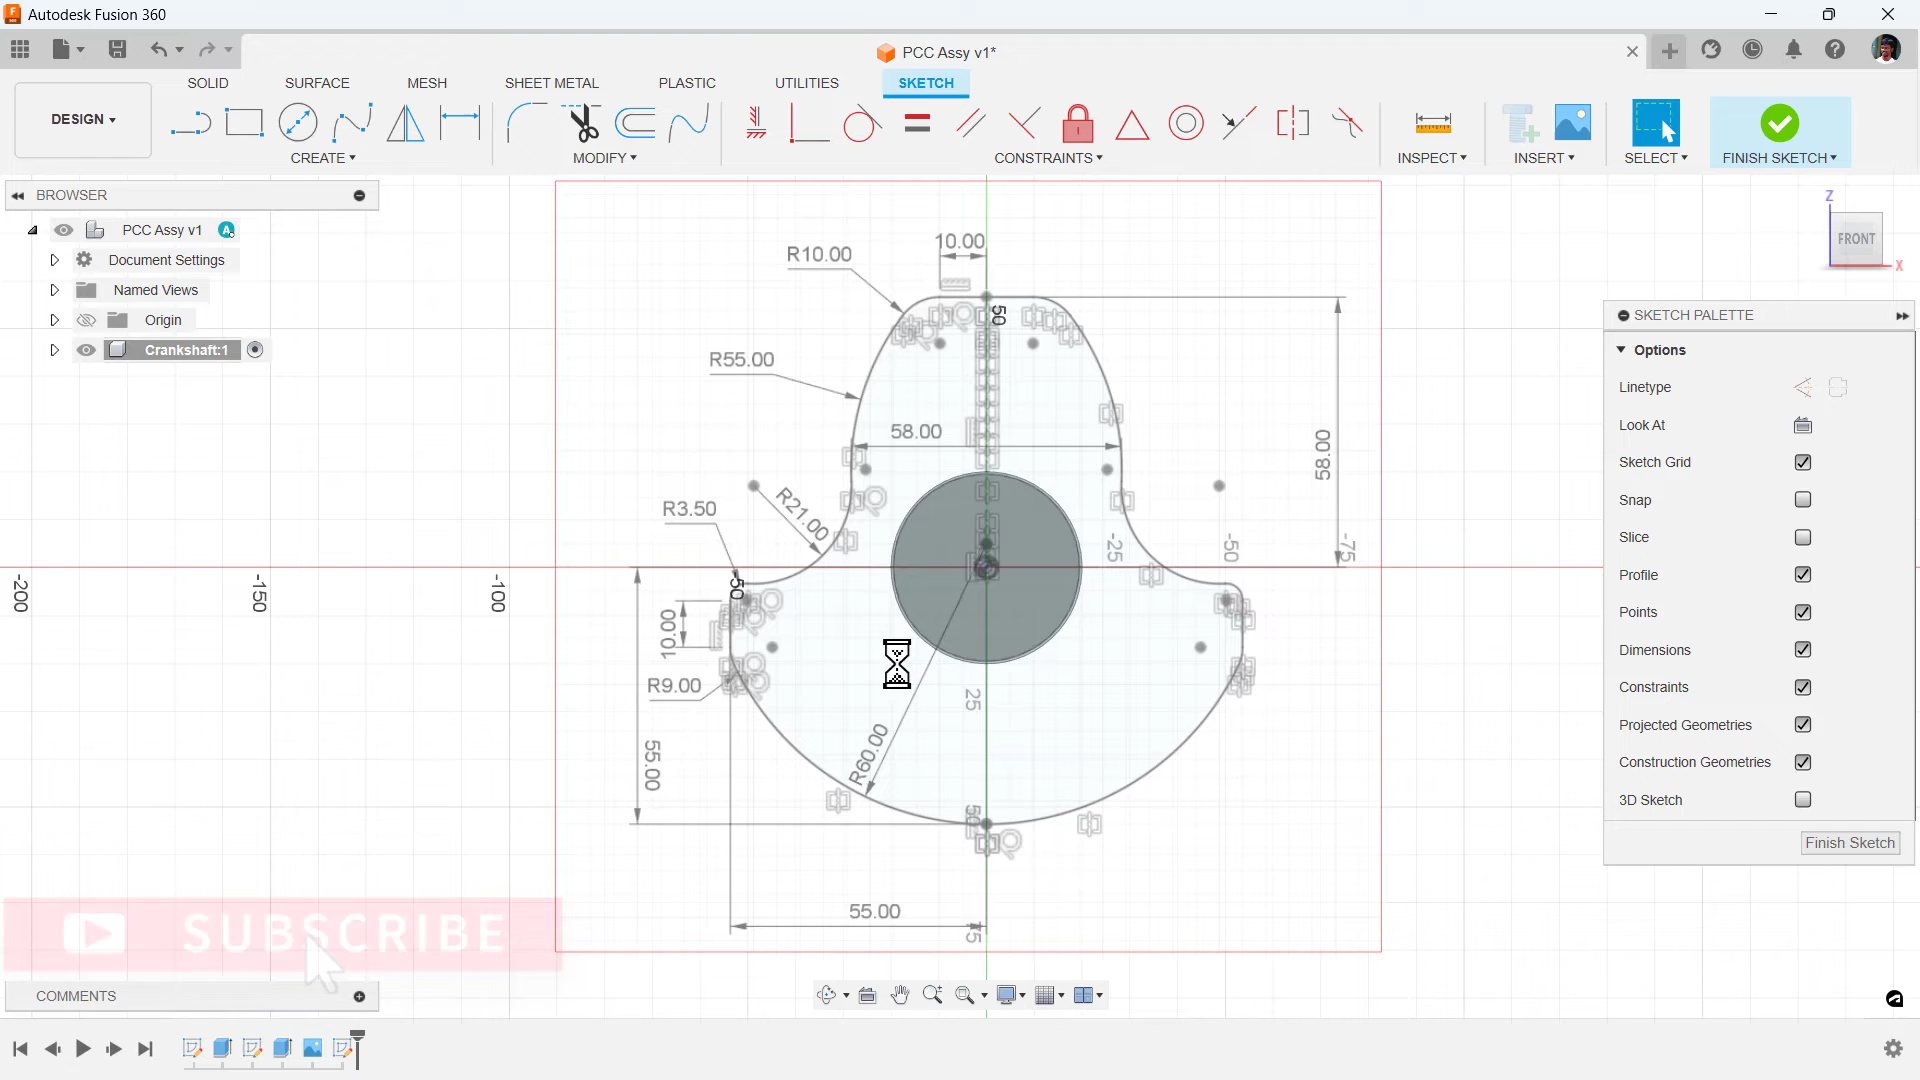 Autodesk Fusion 360
PCC Assy v1*
SOLID SURFACE MESH SHEET METAL PLASTIC UTILITIES SKETCH
DESIGN
CREATE MODIFY CONSTRAINTS INSPECT INSERT SELECT FINISH SKETCH
BROWSER
PCC Assy v1
Document Settings
Named Views
Origin
Crankshaft:1
R10.00
10.00
50
R55.00
58.00
58.00
R21.00
R3.50
-200
-150
-100
50
-25
-50
-75
10.00
R9.00
25
55.00
R60.00
50
55.00
Z
FRONT
X
SKETCH PALETTE
Options
Linetype
Look At
Sketch Grid
Snap
Slice
Profile
Points
Dimensions
Constraints
Projected Geometries
Construction Geometries
3D Sketch
Finish Sketch
SUBSCRIBE
COMMENTS